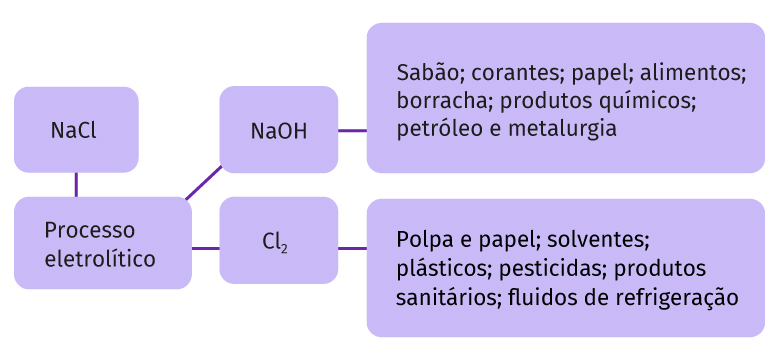 NaCl
Processo
eletrolítico
NaOH
Sabão; corantes; papel; alimentos;
borracha; produtos químicos;
petróleo e metalurgia
Cl₂
Polpa e papel; solventes;
plásticos; pesticidas; produtos
sanitários; fluidos de refrigeração